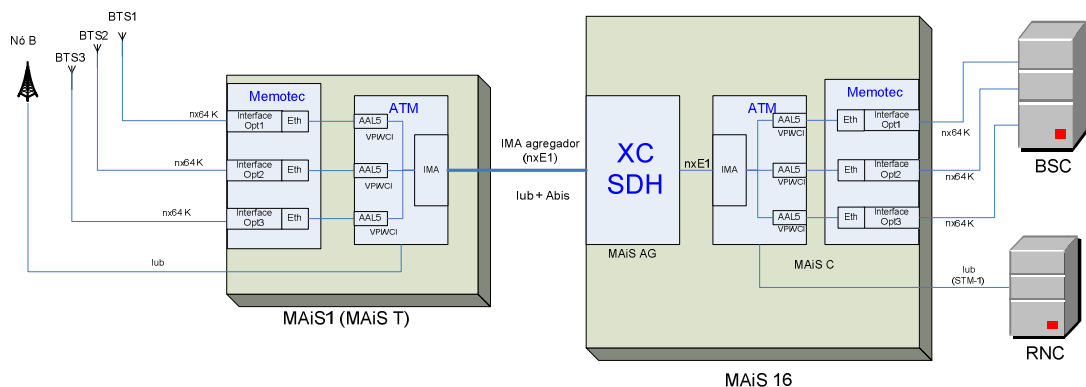 Nó B
BTS1
BTS2
BTS3
nx64 K
nx64 K
nx64 K
Iub
Memotec
Interface
Opt1
Eth
Interface
Opt2
Eth
Interface
Opt3
Eth
ATM
AAL5
VPI/VCI
AAL5
VPI/VCI
AAL5
VPI/VCI
IMA
MAiS1 (MAiS T)
IMA agregador
(nxE1)
Iub + Abis
XC
SDH
MAiS AG
nxE1
ATM
IMA
AAL5
VPI/VCI
AAL5
VPI/VCI
AAL5
VPI/VCI
MAiS C
Memotec
Eth
Interface
Opt1
Eth
Interface
Opt2
Eth
Interface
Opt3
MAiS 16
nx64 K
nx64 K
nx64 K
BSC
Iub
(STM-1)
RNC